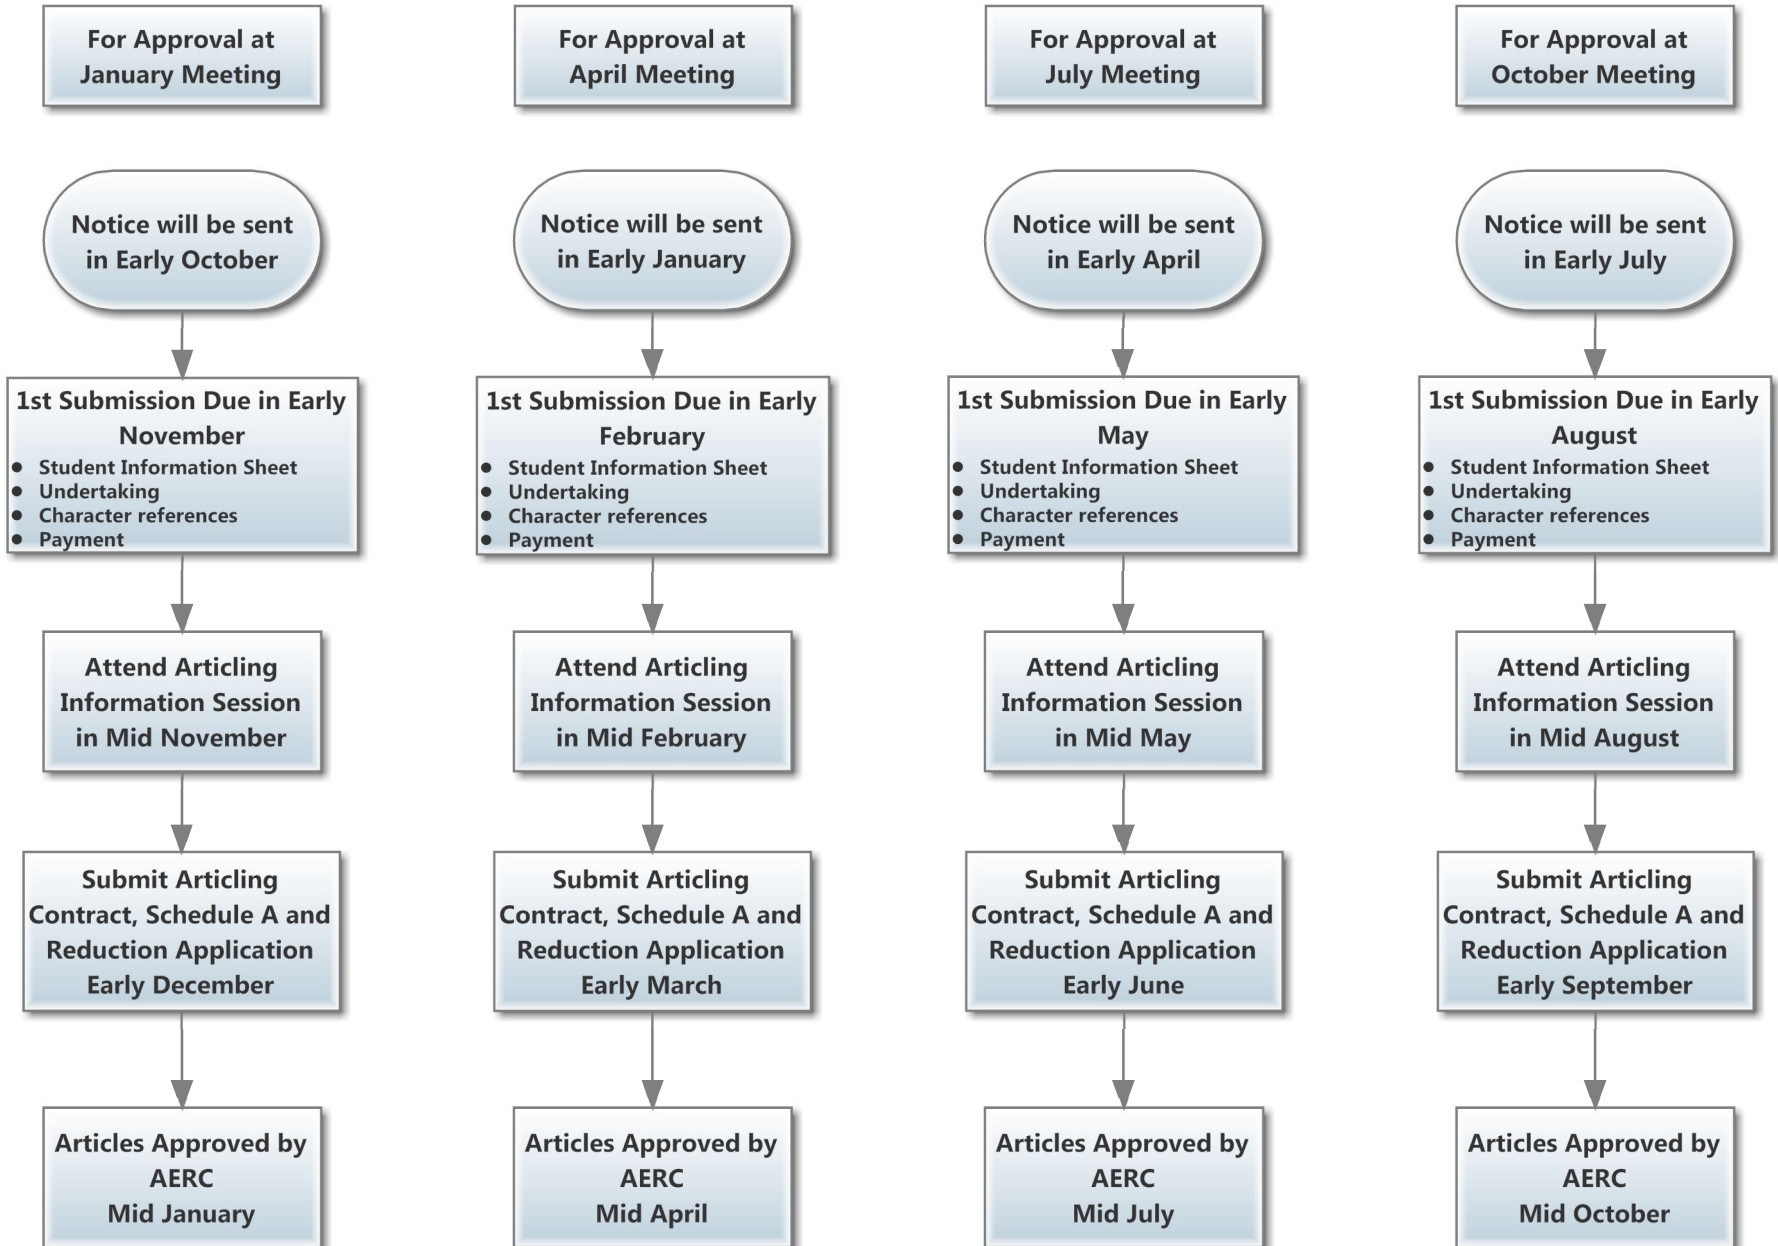 For Approval at
January Meeting
Notice will be sent
in Early October
1st Submission Due in Early
November
● Student Information Sheet
● Undertaking
● Character references
● Payment
Attend Articling
Information Session
in Mid November
Submit Articling
Contract, Schedule A and
Reduction Application
Early December
Articles Approved by
AERC
Mid January
For Approval at
April Meeting
Notice will be sent
in Early January
1st Submission Due in Early
February
● Student Information Sheet
● Undertaking
● Character references
● Payment
Attend Articling
Information Session
in Mid February
Submit Articling
Contract, Schedule A and
Reduction Application
Early March
Articles Approved by
AERC
Mid April
For Approval at
July Meeting
Notice will be sent
in Early April
1st Submission Due in Early
May
● Student Information Sheet
● Undertaking
● Character references
● Payment
Attend Articling
Information Session
in Mid May
Submit Articling
Contract, Schedule A and
Reduction Application
Early June
Articles Approved by
AERC
Mid July
For Approval at
October Meeting
Notice will be sent
in Early July
1st Submission Due in Early
August
● Student Information Sheet
● Undertaking
● Character references
● Payment
Attend Articling
Information Session
in Mid August
Submit Articling
Contract, Schedule A and
Reduction Application
Early September
Articles Approved by
AERC
Mid October